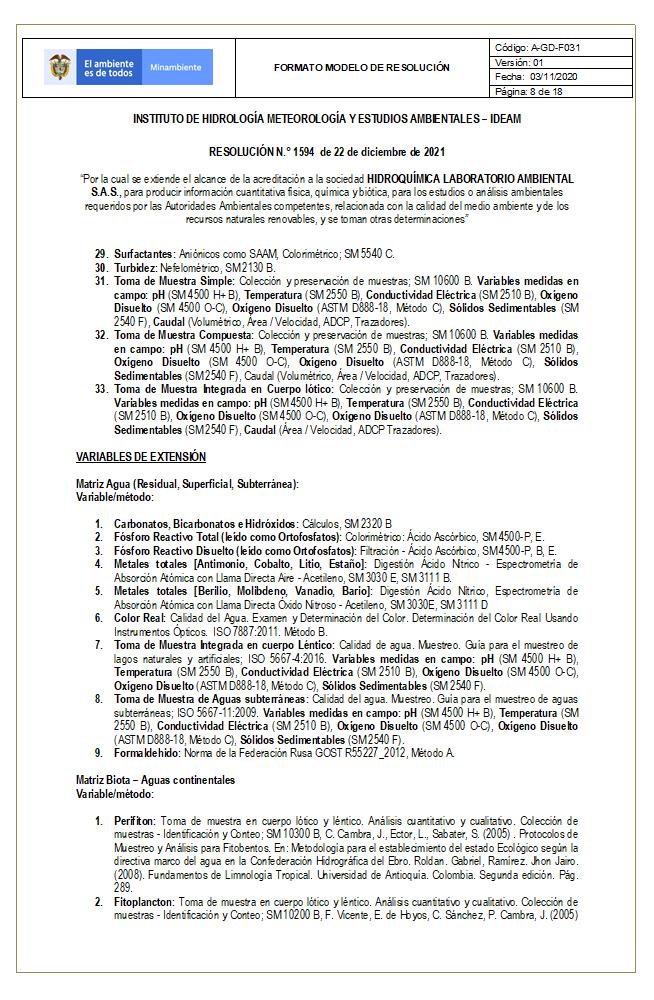 El ambiente
es de todos
Minambiente
FORMATO MODELO DE RESOLUCIÓN
Código: A-GD-F031
Versión: 01
Fecha: 03/11/2020
Página: 8 de 18
INSTITUTO DE HIDROLOGÍA METEOROLOGÍA Y ESTUDIOS AMBIENTALES – IDEAM
RESOLUCIÓN N.° 1594 de 22 de diciembre de 2021
“Por la cual se extiende el alcance de la acreditación a la sociedad HIDROQUÍMICA LABORATORIO AMBIENTAL
S.A.S., para producir información cuantitativa física, química y biótica, para los estudios o análisis ambientales
requeridos por las Autoridades Ambientales competentes, relacionada con la calidad del medio ambiente y de los
recursos naturales renovables, y se toman otras determinaciones”
29. Surfactantes: Aniónicos como SAAM, Colorimétrico; SM 5540 C.
30. Turbidez: Nefelométrico, SM 2130 B.
31. Toma de Muestra Simple: Colección y preservación de muestras; SM 10600 B. Variables medidas en
campo: pH (SM 4500 H+ B), Temperatura (SM 2550 B), Conductividad Eléctrica (SM 2510 B), Oxígeno
Disuelto (SM 4500 O-C), Oxígeno Disuelto (ASTM D888-18, Método C), Sólidos Sedimentables (SM
2540 F), Caudal (Volumétrico, Área / Velocidad, ADCP, Trazadores).
32. Toma de Muestra Compuesta: Colección y preservación de muestras; SM 10600 B. Variables medidas
en campo: pH (SM 4500 H+ B), Temperatura (SM 2550 B), Conductividad Eléctrica (SM 2510 B),
Oxígeno Disuelto (SM 4500 O-C), Oxígeno Disuelto (ASTM D888-18, Método C), Sólidos
Sedimentables (SM 2540 F), Caudal (Volumétrico, Área / Velocidad, ADCP, Trazadores).
33. Toma de Muestra Integrada en Cuerpo lótico: Colección y preservación de muestras; SM 10600 B.
Variables medidas en campo: pH (SM 4500 H+ B), Temperatura (SM 2550 B), Conductividad Eléctrica
(SM 2510 B), Oxígeno Disuelto (SM 4500 O-C), Oxígeno Disuelto (ASTM D888-18, Método C), Sólidos
Sedimentables (SM 2540 F), Caudal (Área / Velocidad, ADCP Trazadores).
VARIABLES DE EXTENSIÓN
Matriz Agua (Residual, Superficial, Subterránea):
Variable/método:
1. Carbonatos, Bicarbonatos e Hidróxidos: Cálculos, SM 2320 B
2. Fósforo Reactivo Total (leído como Ortofosfatos): Colorimétrico: Ácido Ascórbico, SM 4500-P, E.
3. Fósforo Reactivo Disuelto (leído como Ortofosfatos): Filtración - Ácido Ascórbico, SM 4500-P, B, E.
4. Metales totales [Antimonio, Cobalto, Litio, Estaño]: Digestión Ácido Nítrico - Espectrometría de
Absorción Atómica con Llama Directa Aire - Acetileno, SM 3030 E, SM 3111 B.
5. Metales totales [Berilio, Molibdeno, Vanadio, Bario]: Digestión Ácido Nítrico, Espectrometría de
Absorción Atómica con Llama Directa Óxido Nitroso - Acetileno, SM 3030E, SM 3111 D
6. Color Real: Calidad del Agua. Examen y Determinación del Color. Determinación del Color Real Usando
Instrumentos Ópticos. ISO 7887:2011. Método B.
7. Toma de Muestra Integrada en cuerpo Léntico: Calidad de agua. Muestreo. Guía para el muestreo de
lagos naturales y artificiales; ISO 5667-4:2016. Variables medidas en campo: pH (SM 4500 H+ B),
Temperatura (SM 2550 B), Conductividad Eléctrica (SM 2510 B), Oxígeno Disuelto (SM 4500 O-C),
Oxígeno Disuelto (ASTM D888-18, Método C), Sólidos Sedimentables (SM 2540 F).
8. Toma de Muestra de Aguas subterráneas: Calidad del agua. Muestreo. Guía para el muestreo de aguas
subterráneas; ISO 5667-11:2009. Variables medidas en campo: pH (SM 4500 H+ B), Temperatura (SM
2550 B), Conductividad Eléctrica (SM 2510 B), Oxígeno Disuelto (SM 4500 O-C), Oxígeno Disuelto
(ASTM D888-18, Método C), Sólidos Sedimentables (SM 2540 F).
9. Formaldehido: Norma de la Federación Rusa GOST R55227_2012, Método A.
Matriz Biota – Aguas continentales
Variable/método:
1. Perifiton: Toma de muestra en cuerpo lótico y léntico. Análisis cuantitativo y cualitativo. Colección de
muestras - Identificación y Conteo; SM 10300 B, C. Cambra, J., Ector, L., Sabater, S. (2005) . Protocolos de
Muestreo y Análisis para Fitobentos. En: Metodología para el establecimiento del estado Ecológico según la
directiva marco del agua en la Confederación Hidrográfica del Ebro. Roldan. Gabriel, Ramírez. Jhon Jairo.
(2008). Fundamentos de Limnología Tropical. Universidad de Antioquía. Colombia. Segunda edición. Pág.
289.
2. Fitoplancton: Toma de muestra en cuerpo lótico y léntico. Análisis cuantitativo y cualitativo. Colección de
muestras - Identificación y Conteo; SM 10200 B, F. Vicente, E. de Hoyos, C. Sánchez, P. Cambra, J. (2005)